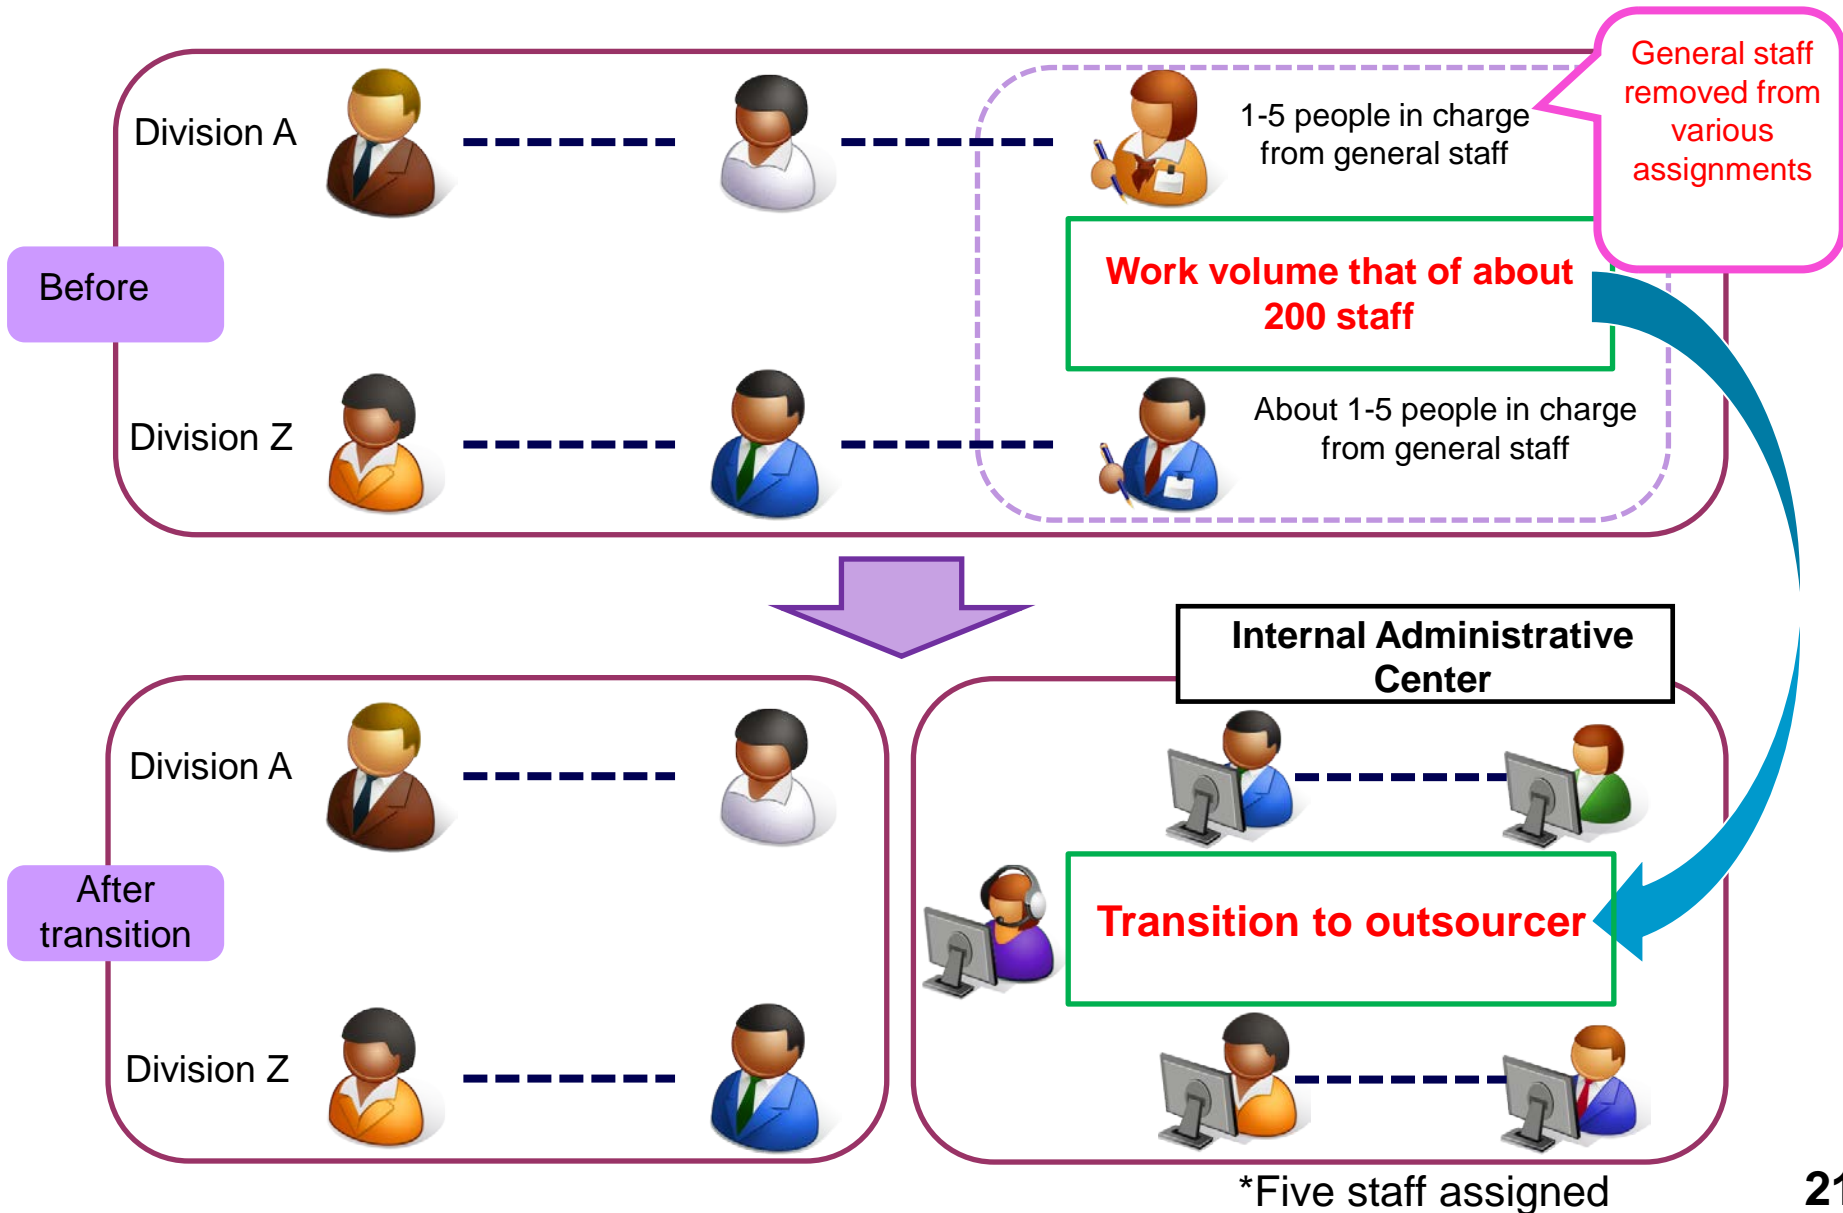 General staff
removed from
various
assignments
Division A
1-5 people in charge
from general staff
Before
Work volume that of about
200 staff
Division Z
About 1-5 people in charge
from general staff
Internal Administrative
Center
Division A
After
transition
Transition to outsourcer
Division Z
*Five staff assigned
21